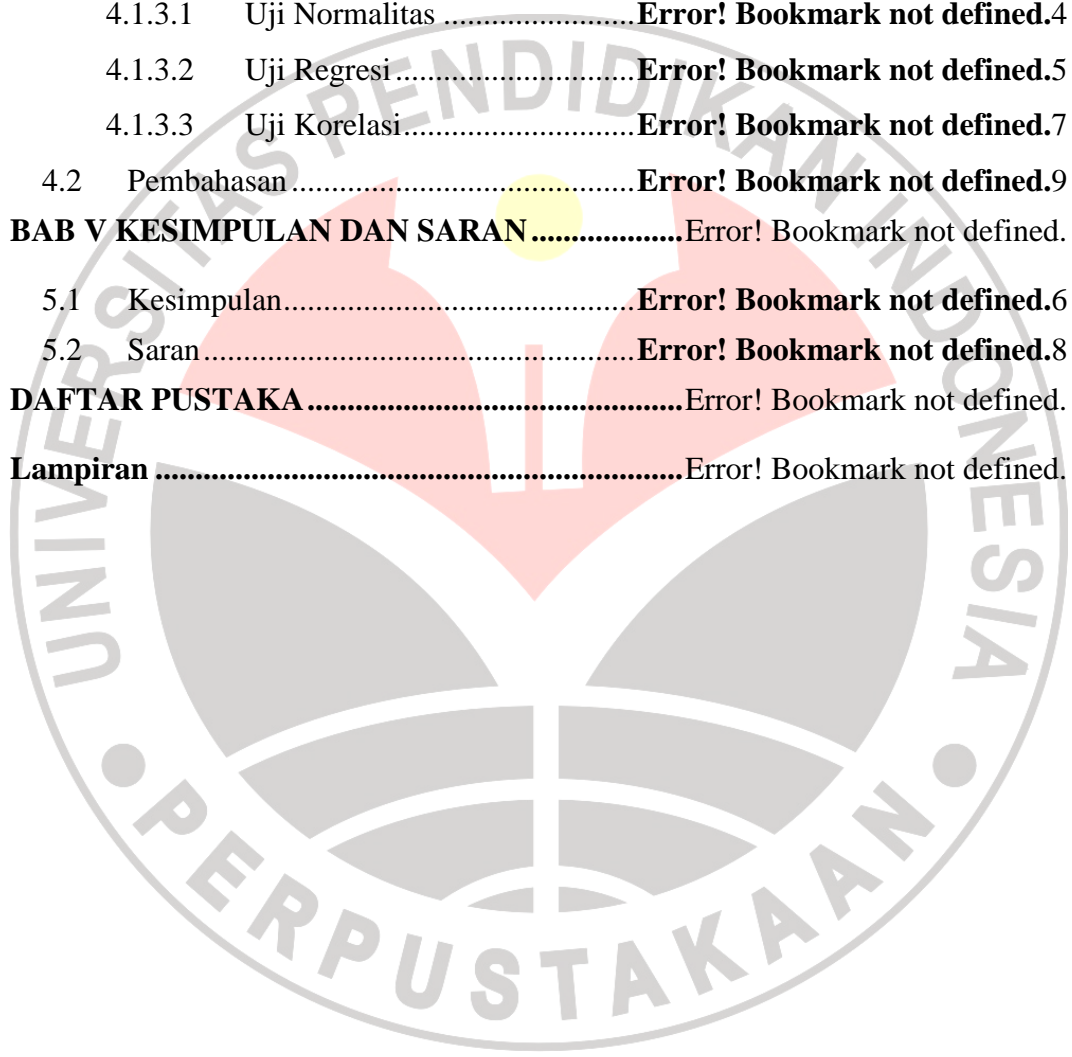 4.1.3.1 Uji Normalitas ........................Error! Bookmark not defined.4
4.1.3.2 Uji Regresi ..............................Error! Bookmark not defined.5
4.1.3.3 Uji Korelasi.............................Error! Bookmark not defined.7
4.2 Pembahasan ...........................................Error! Bookmark not defined.9
BAB V KESIMPULAN DAN SARAN ...................Error! Bookmark not defined.
5.1 Kesimpulan............................................Error! Bookmark not defined.6
5.2 Saran ......................................................Error! Bookmark not defined.8
DAFTAR PUSTAKA ...............................................Error! Bookmark not defined.
Lampiran ..................................................................Error! Bookmark not defined.
UNIVERSITAS PENDIDIKAN INDONESIA
PERPUSTAKAAN